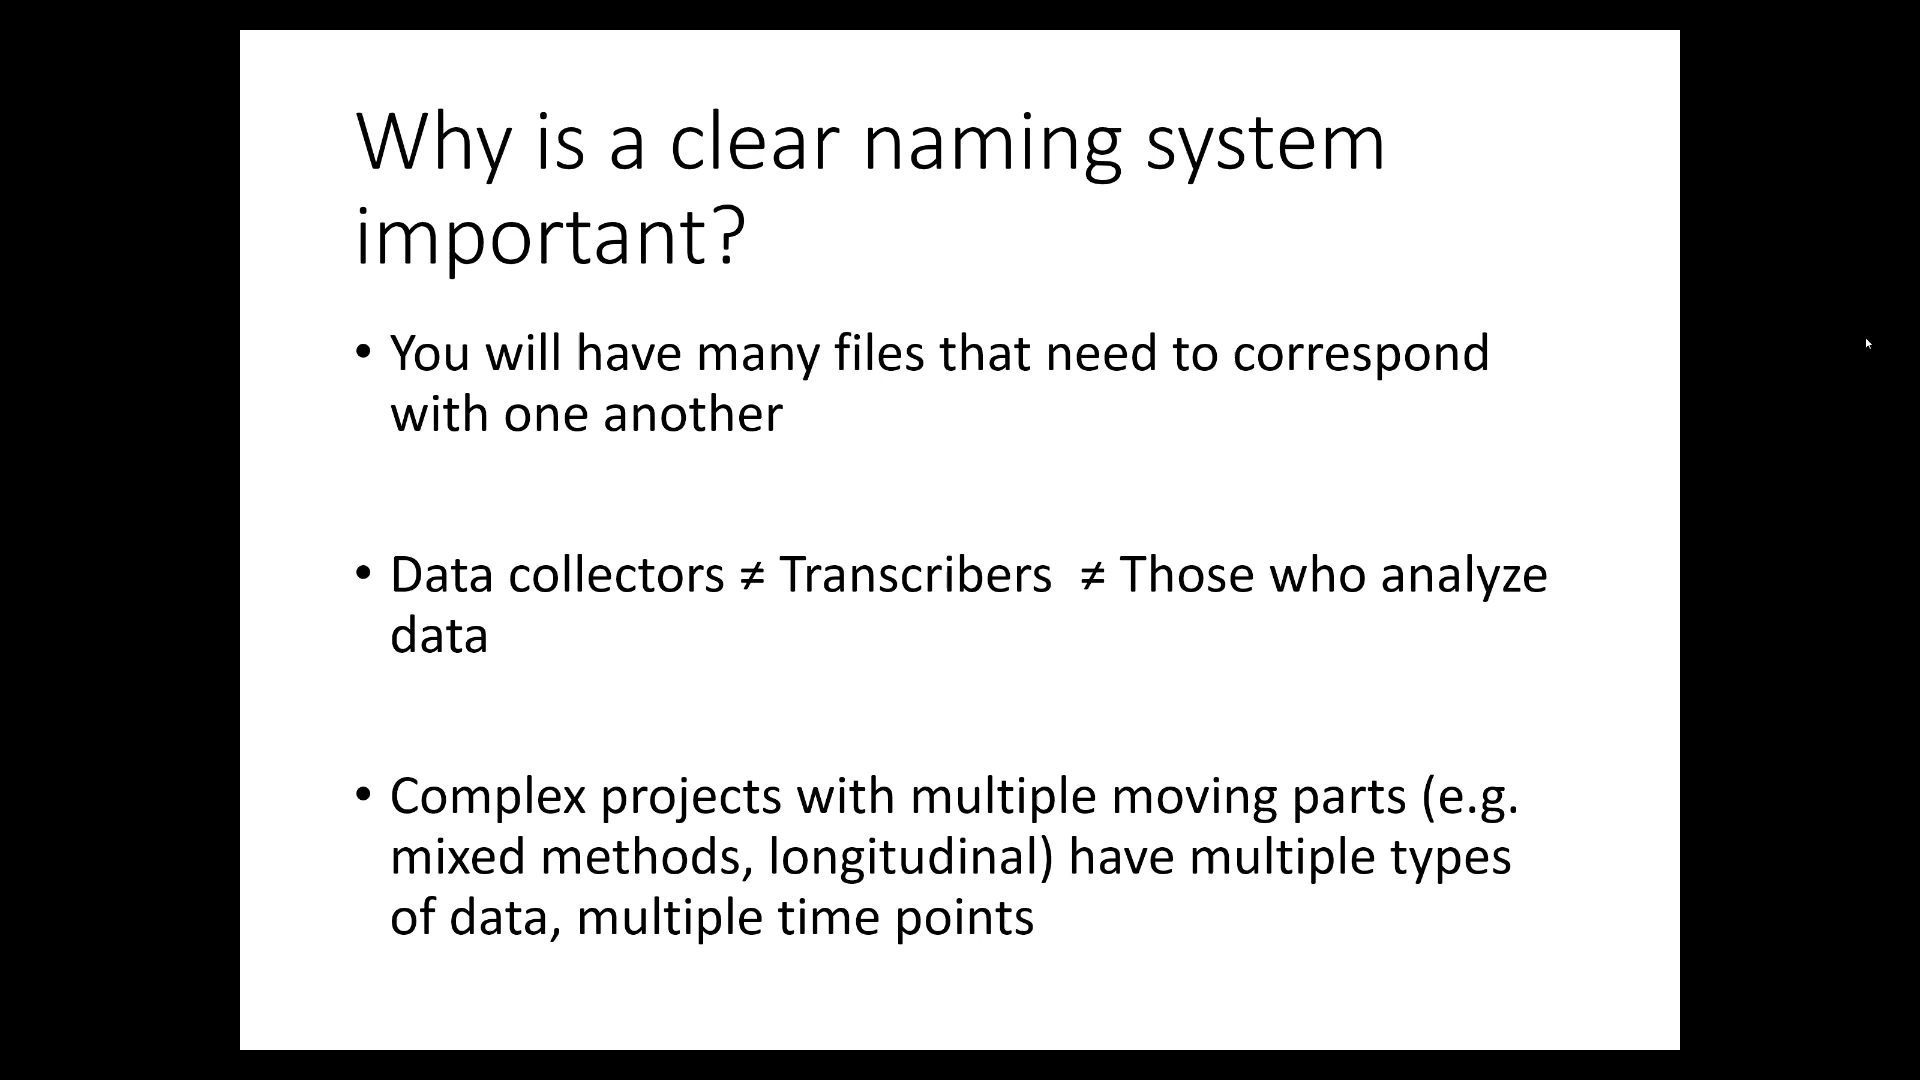 Why is a clear naming system
important?
• You will have many files that need to correspond
with one another
• Data collectors ≠ Transcribers  ≠ Those who analyze
data
• Complex projects with multiple moving parts (e.g.
mixed methods, longitudinal) have multiple types
of data, multiple time points